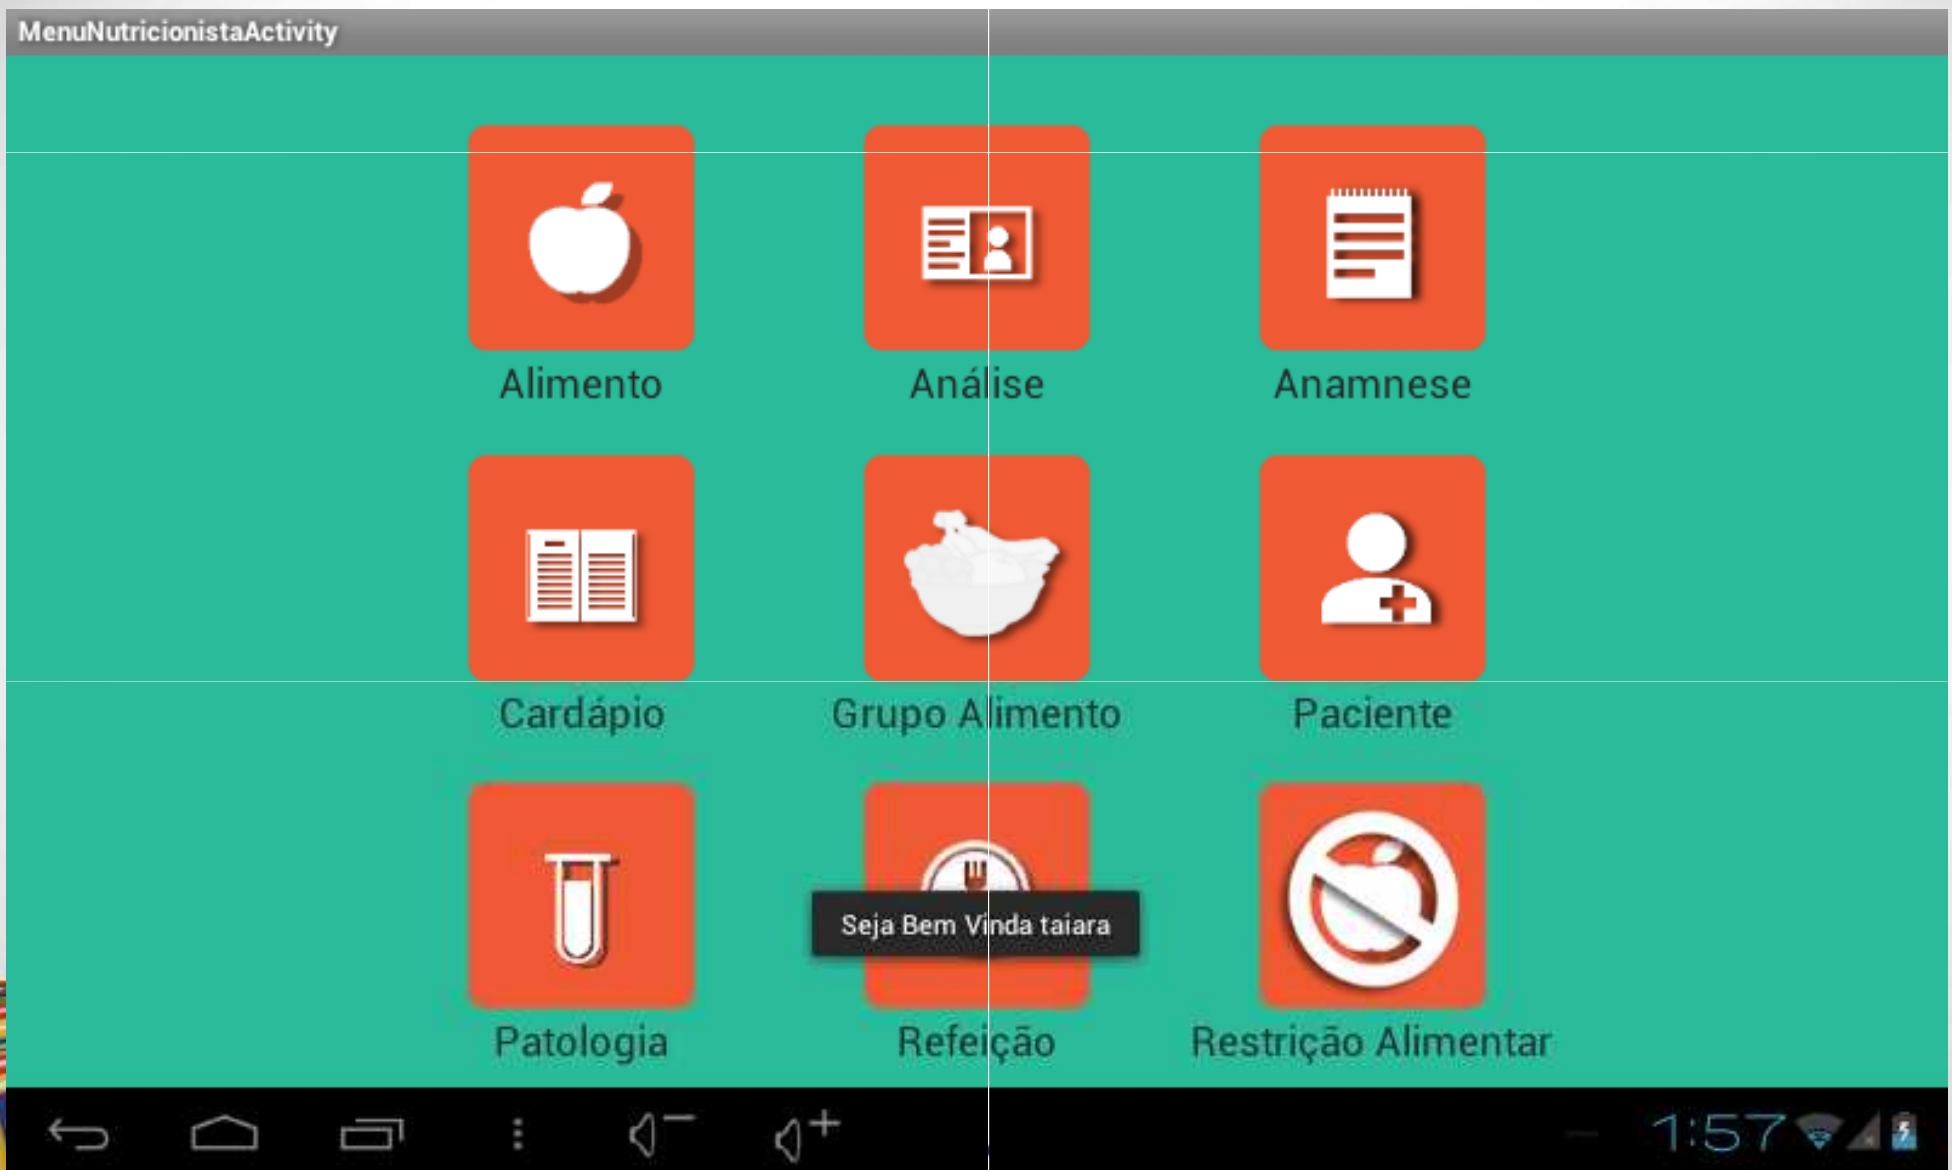 MenuNutricionistaActivity
Alimento
Análise
Anamnese
Cardápio
Grupo Alimento
Paciente
Seja Bem Vinda taiara
Patologia
Refeição
Restrição Alimentar
1:57